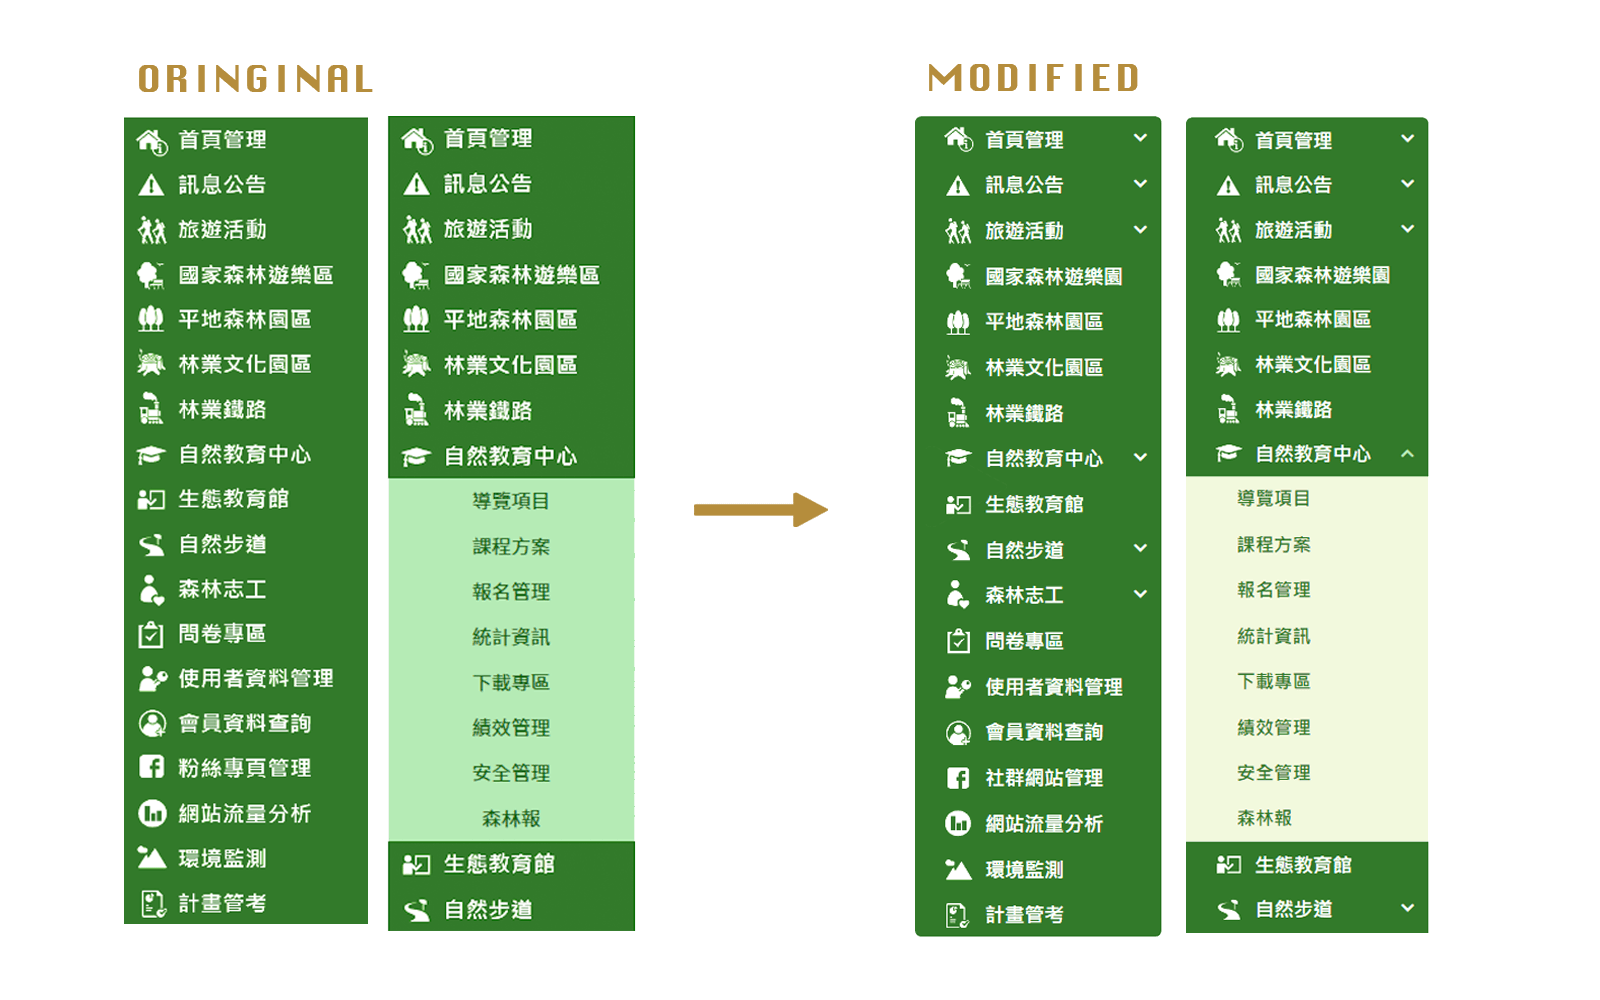 ORINGINAL
首頁管理
訊息公告
旅遊活動
國家森林遊樂區
平地森林園區
林業文化園區
林業鐵路
自然教育中心
生態教育館
自然步道
森林志工
問卷專區
使用者資料管理
會員資料查詢
粉絲專頁管理
網站流量分析
環境監測
計畫管考
首頁管理
訊息公告
旅遊活動
國家森林遊樂區
平地森林園區
林業文化園區
林業鐵路
自然教育中心
導覽項目
課程方案
報名管理
統計資訊
下載專區
績效管理
安全管理
森林報
生態教育館
自然步道
MODIFIED
首頁管理
訊息公告
旅遊活動
國家森林遊樂園
平地森林園區
林業文化園區
林業鐵路
自然教育中心
生態教育館
自然步道
森林志工
問卷專區
使用者資料管理
會員資料查詢
社群網站管理
網站流量分析
環境監測
計畫管考
首頁管理
訊息公告
旅遊活動
國家森林遊樂園
平地森林園區
林業文化園區
林業鐵路
自然教育中心
導覽項目
課程方案
報名管理
統計資訊
下載專區
績效管理
安全管理
森林報
生態教育館
自然步道